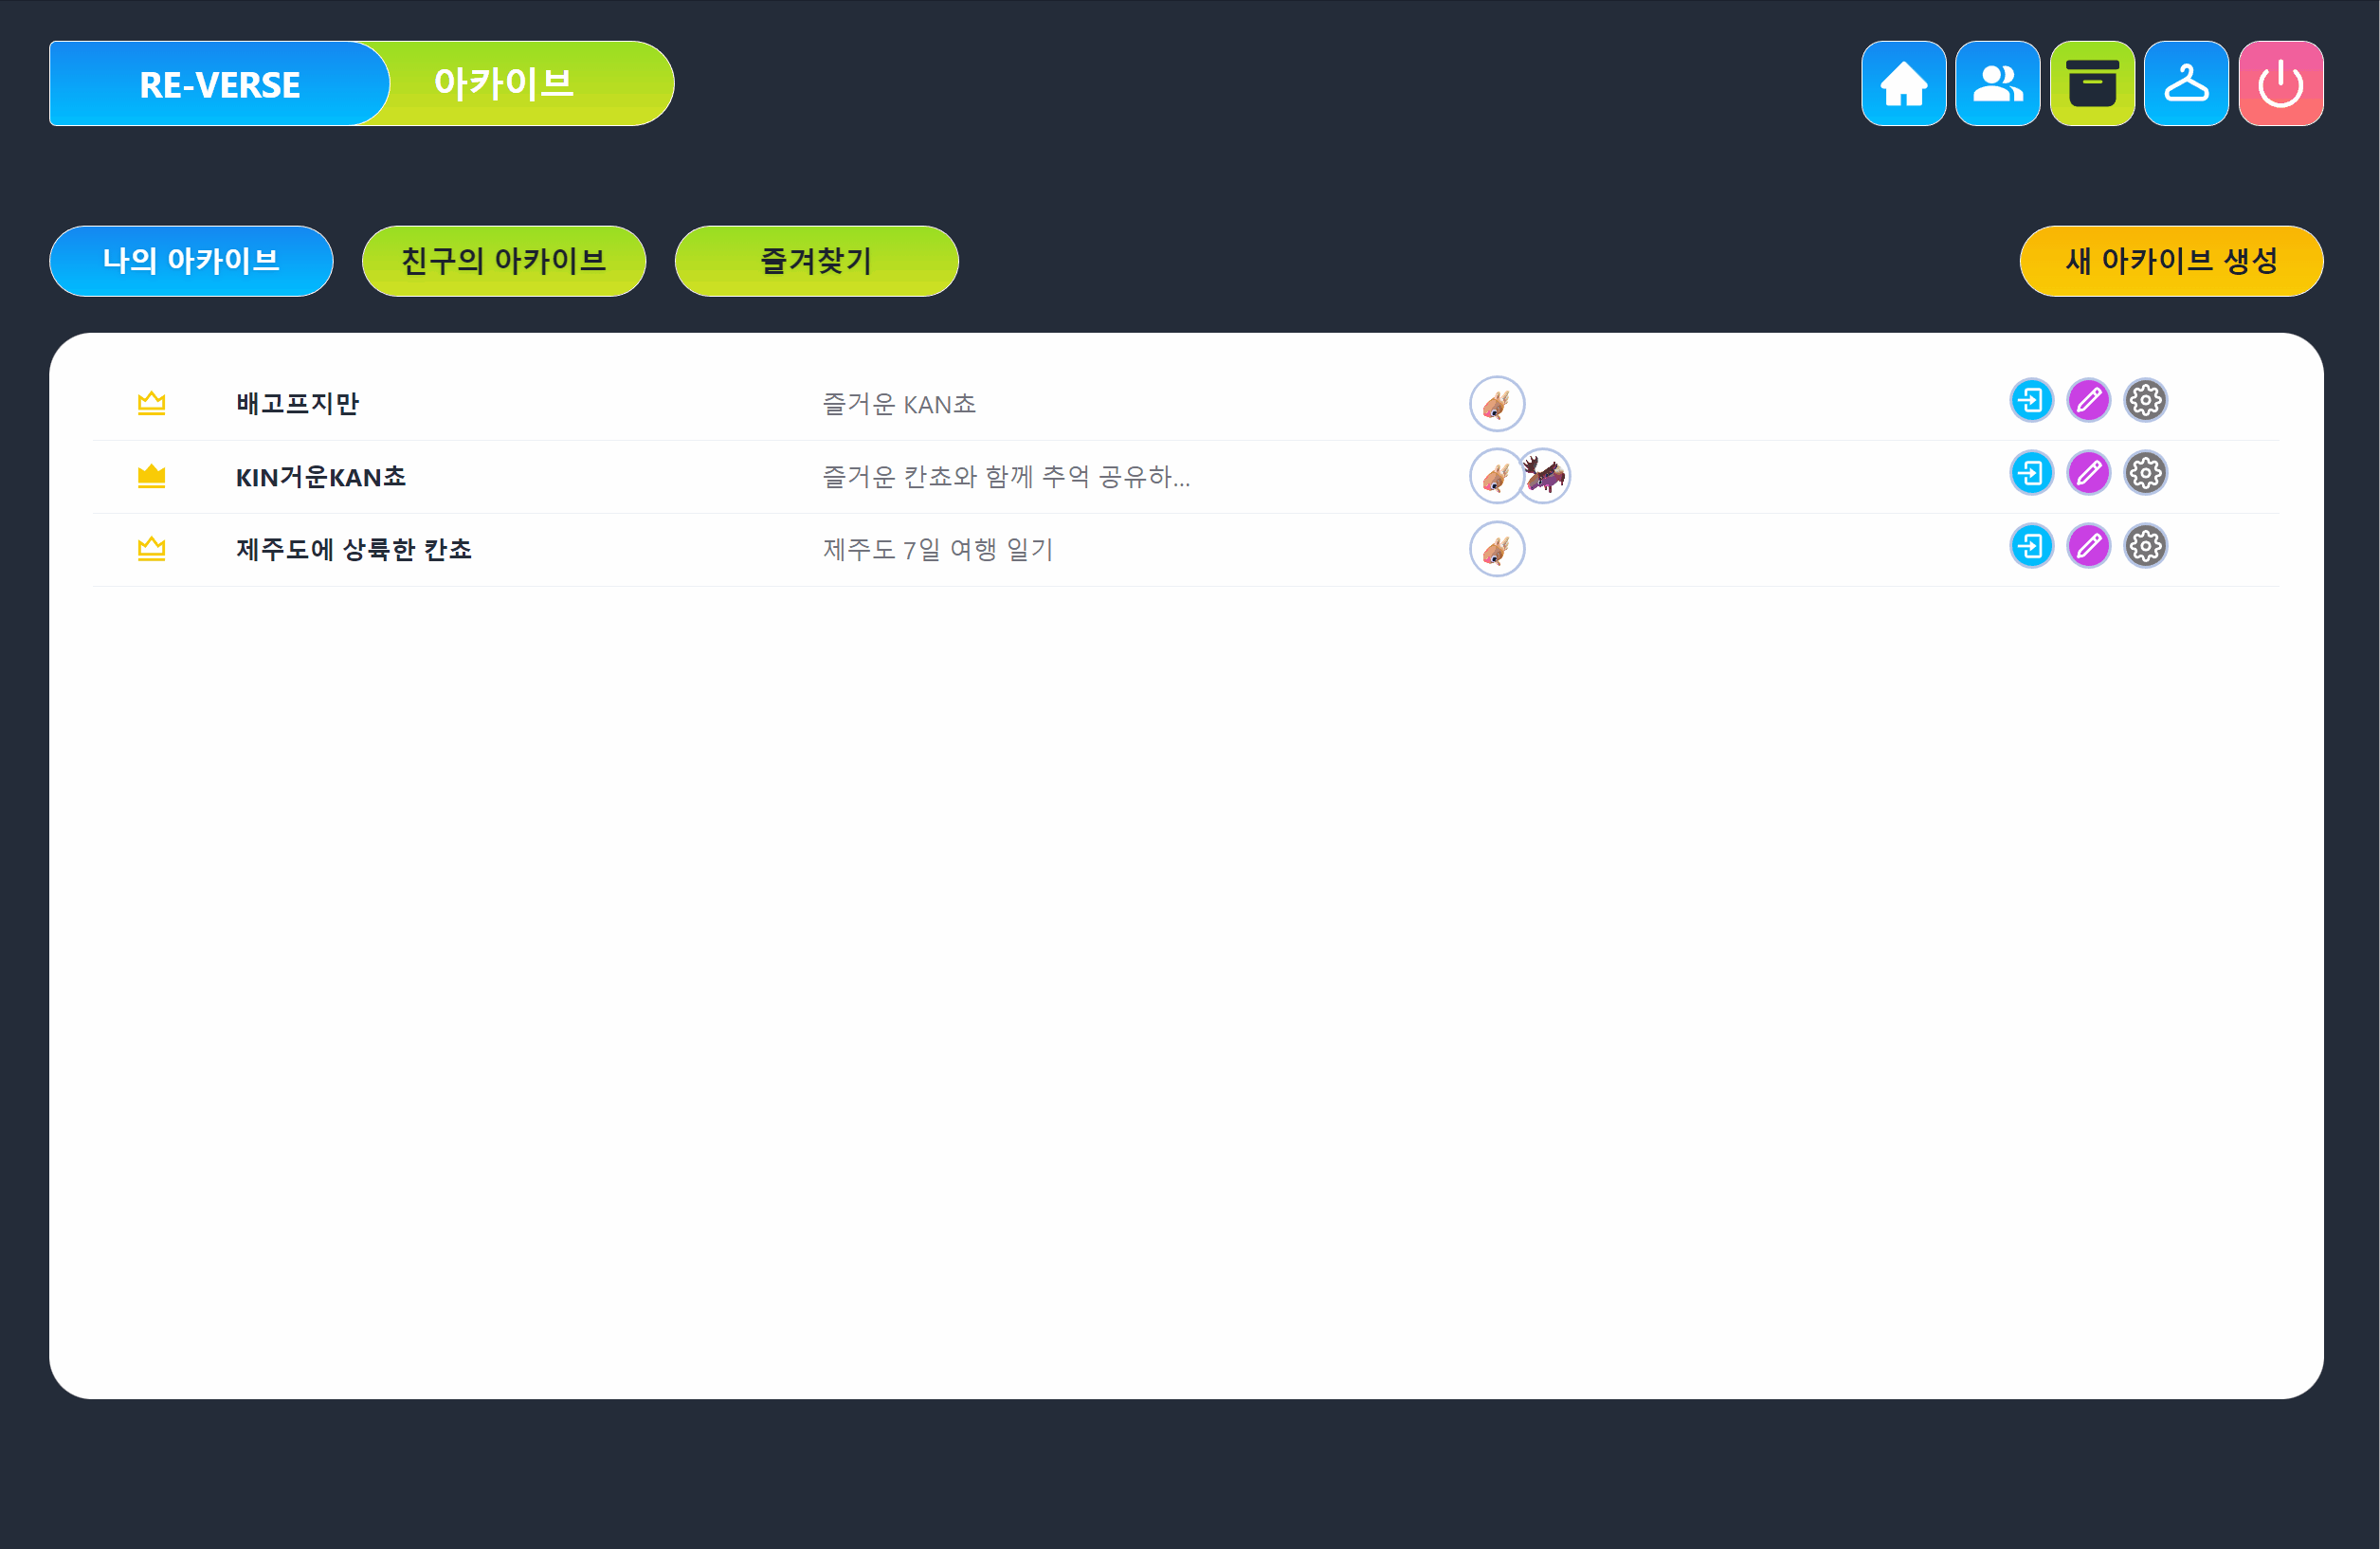 RE-VERSE 아카이브
나의 아카이브 친구의 아카이브 즐겨찾기 새 아카이브 생성
배고프지만 즐거운 KAN쵸
KIN거운KAN쵸 즐거운 칸쵸와 함께 추억 공유하...
제주도에 상륙한 칸쵸 제주도 7일 여행 일기